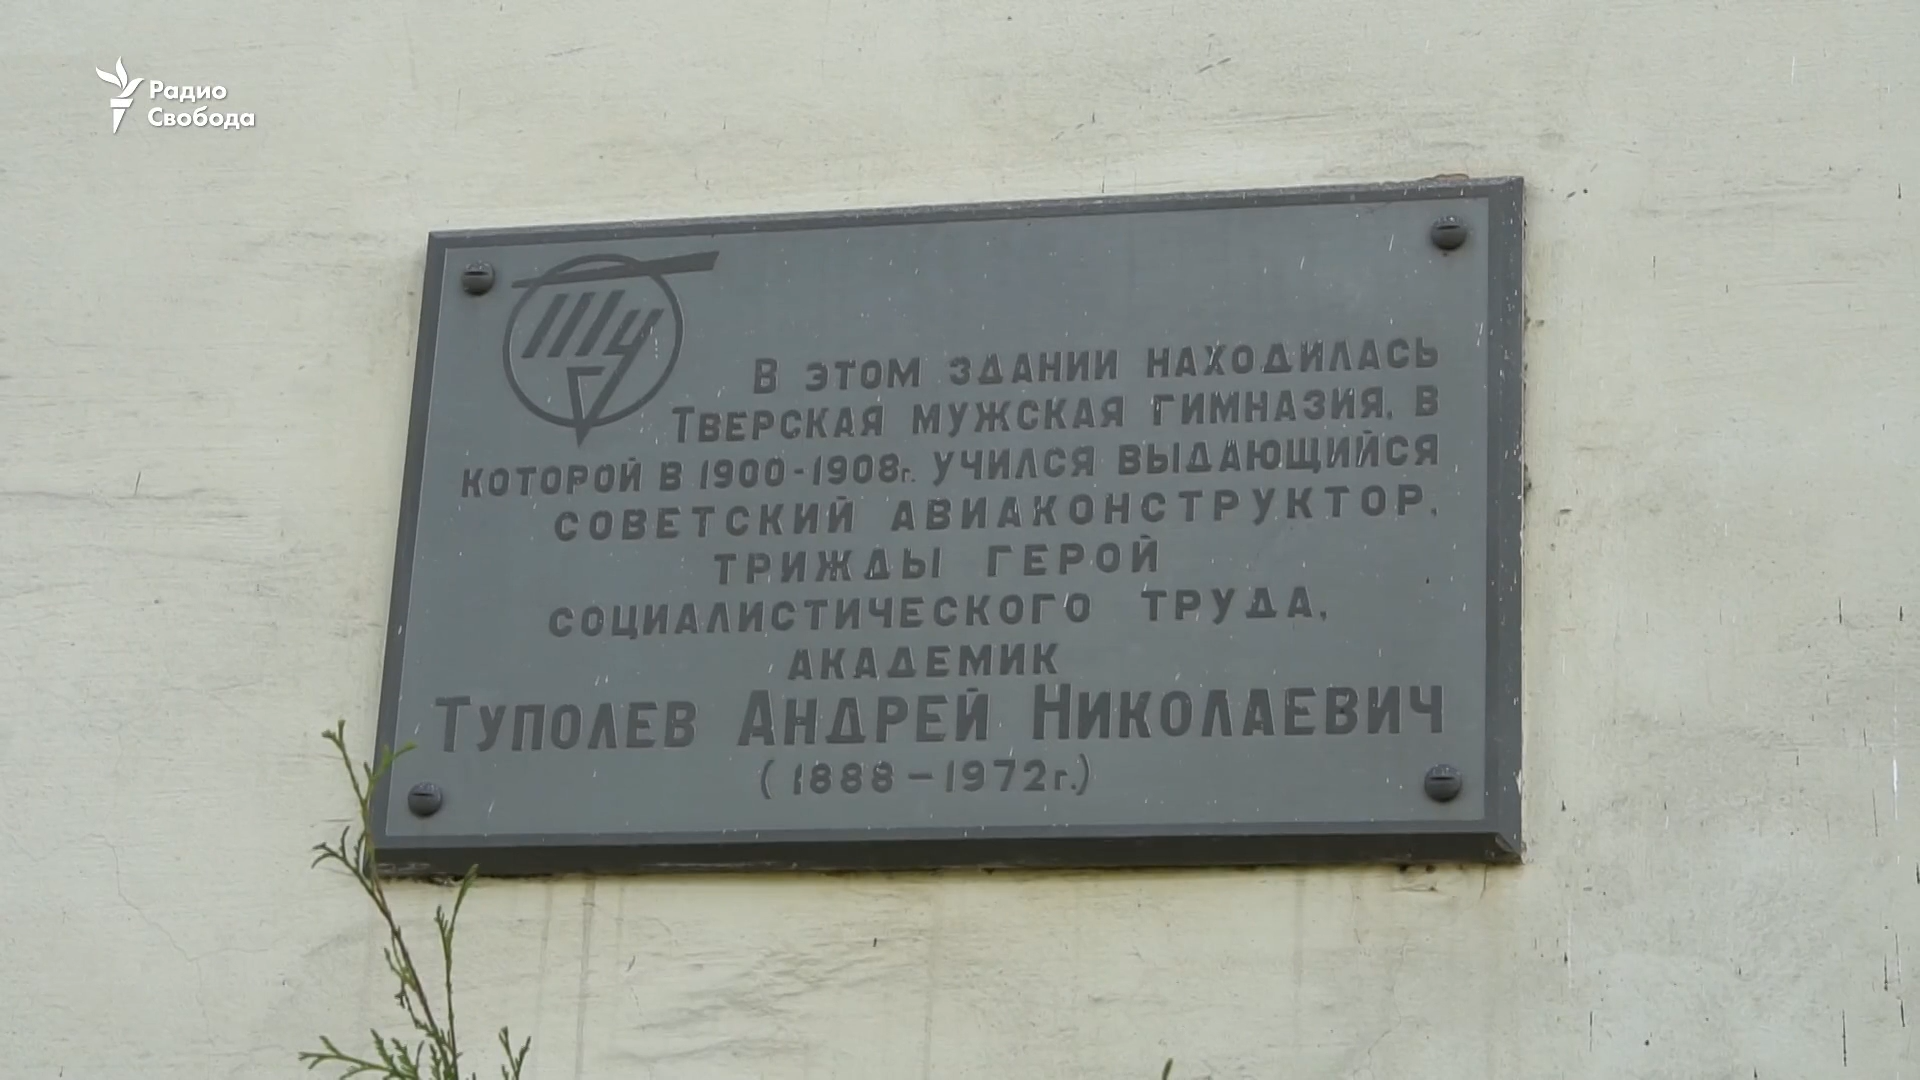 Радио
Свобода
Ту
В ЭТОМ ЗДАНИИ НАХОДИЛАСЬ
ТВЕРСКАЯ МУЖСКАЯ ГИМНАЗИЯ, В
КОТОРОЙ В 1900-1908г. УЧИЛСЯ ВЫДАЮЩИЙСЯ
СОВЕТСКИЙ АВИАКОНСТРУКТОР,
ТРИЖДЫ ГЕРОЙ
СОЦИАЛИСТИЧЕСКОГО ТРУДА,
АКАДЕМИК
ТУПОЛЕВ АНДРЕЙ НИКОЛАЕВИЧ
(1888-1972г.)